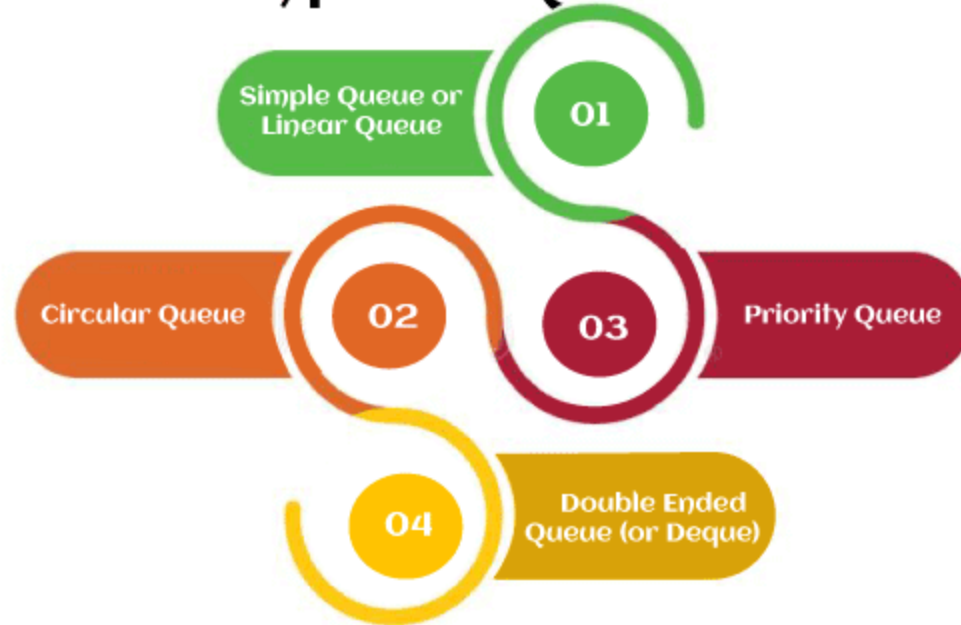 Simple Queue or
Linear Queue
01
Circular Queue
02
03
Priority Queue
04
Double Ended
Queue (or Deque)